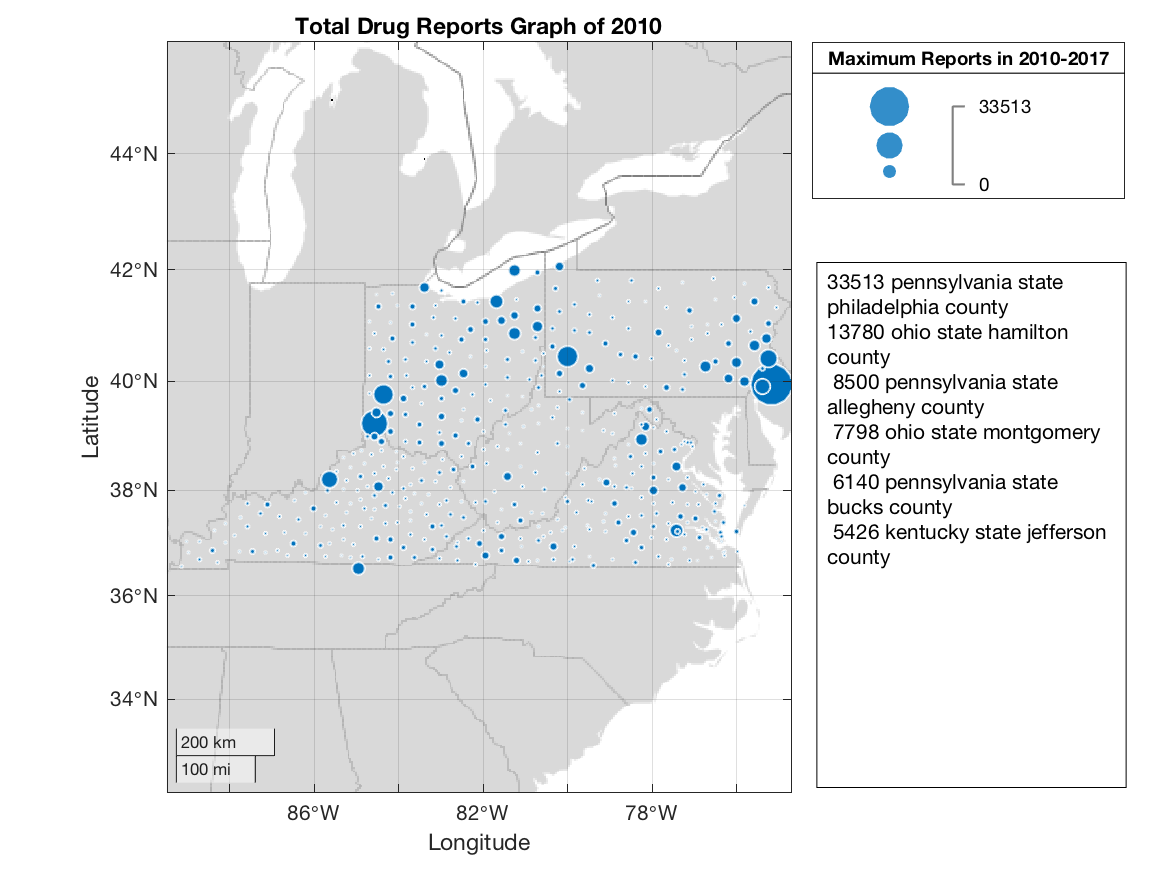 Total Drug Reports Graph of 2010
Maximum Reports in 2010-2017
33513
0
44°N
42°N
40°N
38°N
36°N
34°N
Latitude
33513 pennsylvania state
philadelphia county
13780 ohio state hamilton
county
8500 pennsylvania state
allegheny county
7798 ohio state montgomery
county
6140 pennsylvania state
bucks county
5426 kentucky state jefferson
county
200 km
100 mi
86°W 82°W 78°W
Longitude